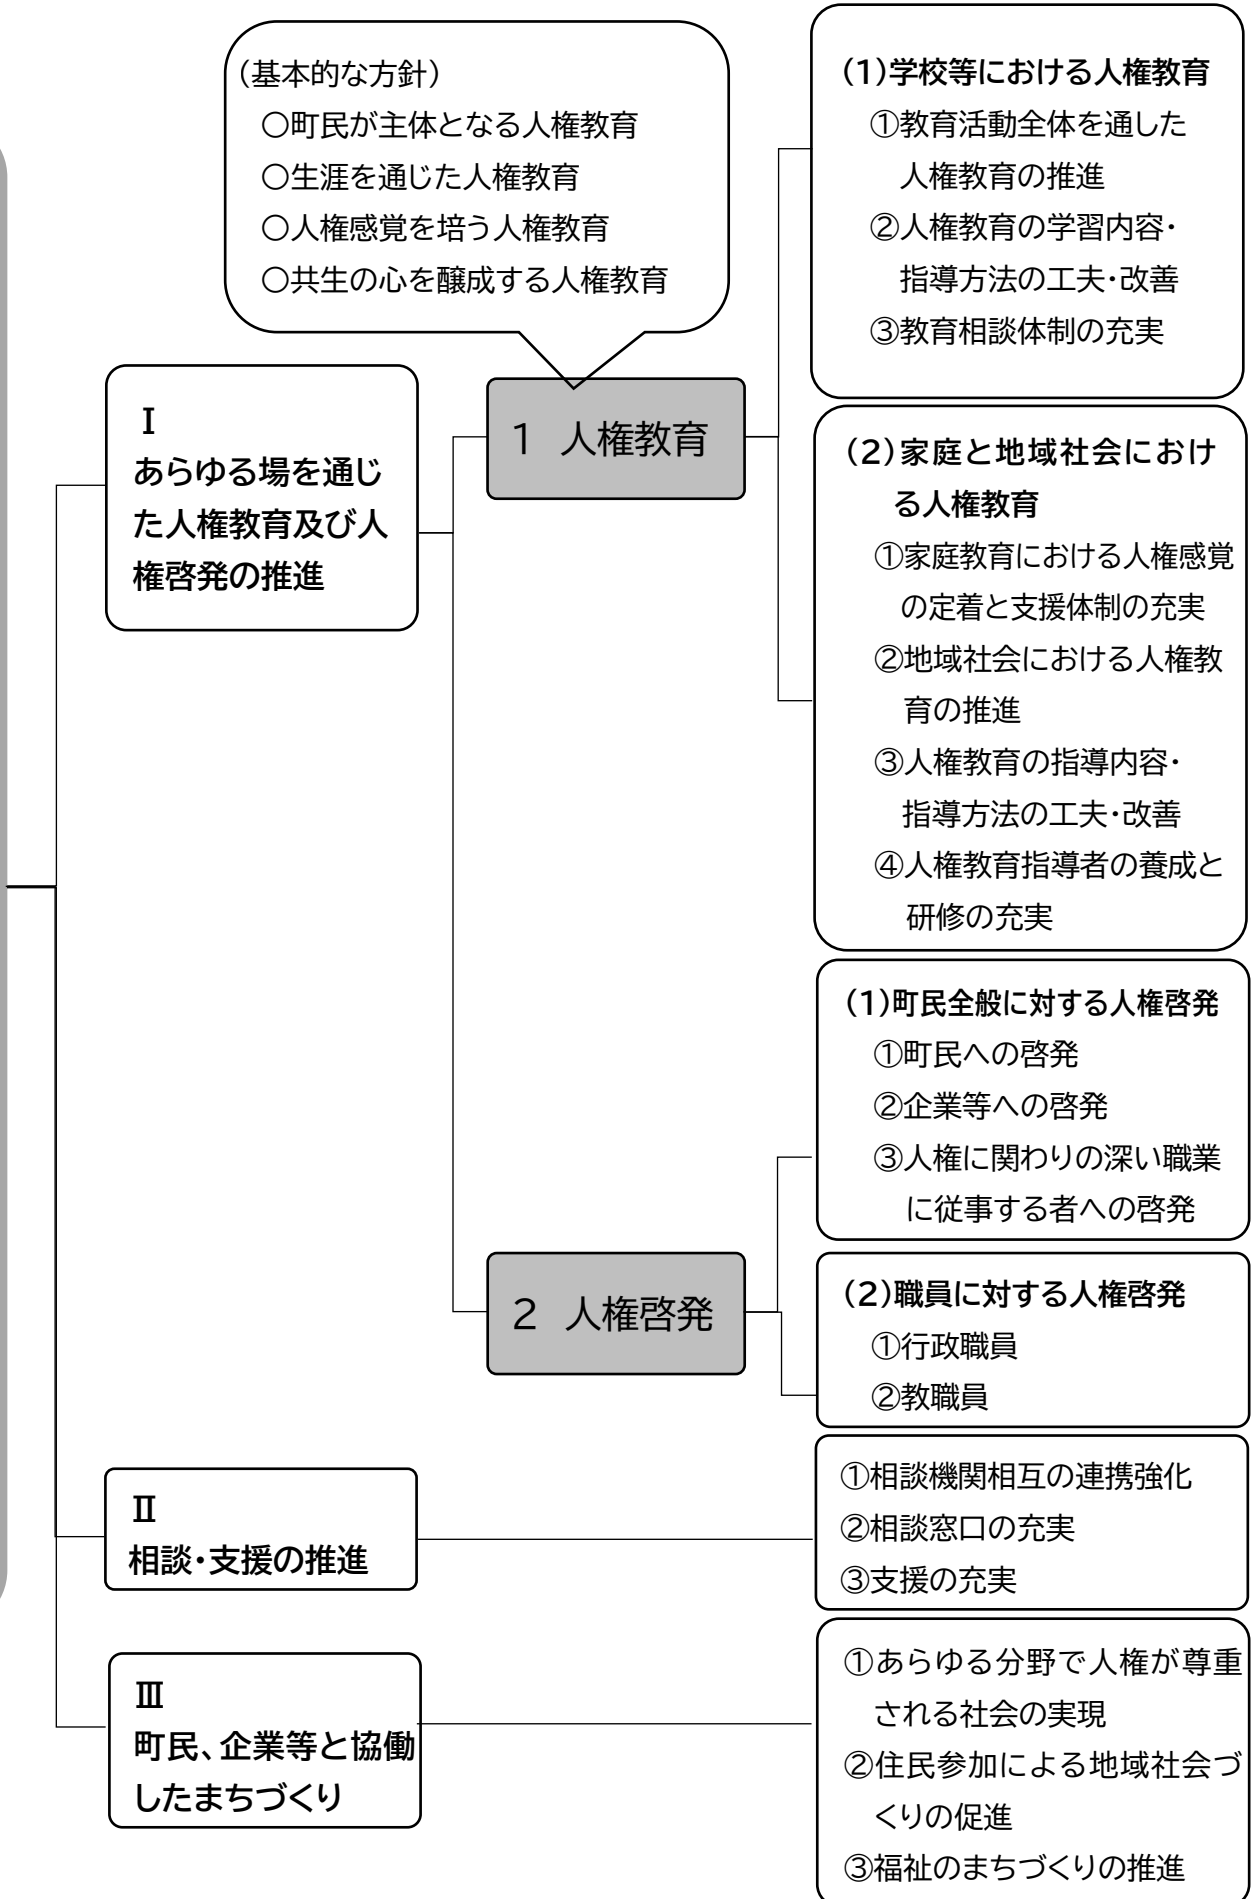 (基本的な方針)
○町民が主体となる人権教育
○生涯を通じた人権教育
○人権感覚を培う人権教育
○共生の心を醸成する人権教育
Ⅰ
あらゆる場を通じ
た人権教育及び人
権啓発の推進
1 人権教育
(1)学校等における人権教育
①教育活動全体を通した
人権教育の推進
②人権教育の学習内容・
指導方法の工夫・改善
③教育相談体制の充実
(2)家庭と地域社会におけ
る人権教育
①家庭教育における人権感覚
の定着と支援体制の充実
②地域社会における人権教
育の推進
③人権教育の指導内容・
指導方法の工夫・改善
④人権教育指導者の養成と
研修の充実
2 人権啓発
(1)町民全般に対する人権啓発
①町民への啓発
②企業等への啓発
③人権に関わりの深い職業
に従事する者への啓発
(2)職員に対する人権啓発
①行政職員
②教職員
Ⅱ
相談・支援の推進
①相談機関相互の連携強化
②相談窓口の充実
③支援の充実
Ⅲ
町民、企業等と協働
したまちづくり
①あらゆる分野で人権が尊重
される社会の実現
②住民参加による地域社会づ
くりの促進
③福祉のまちづくりの推進